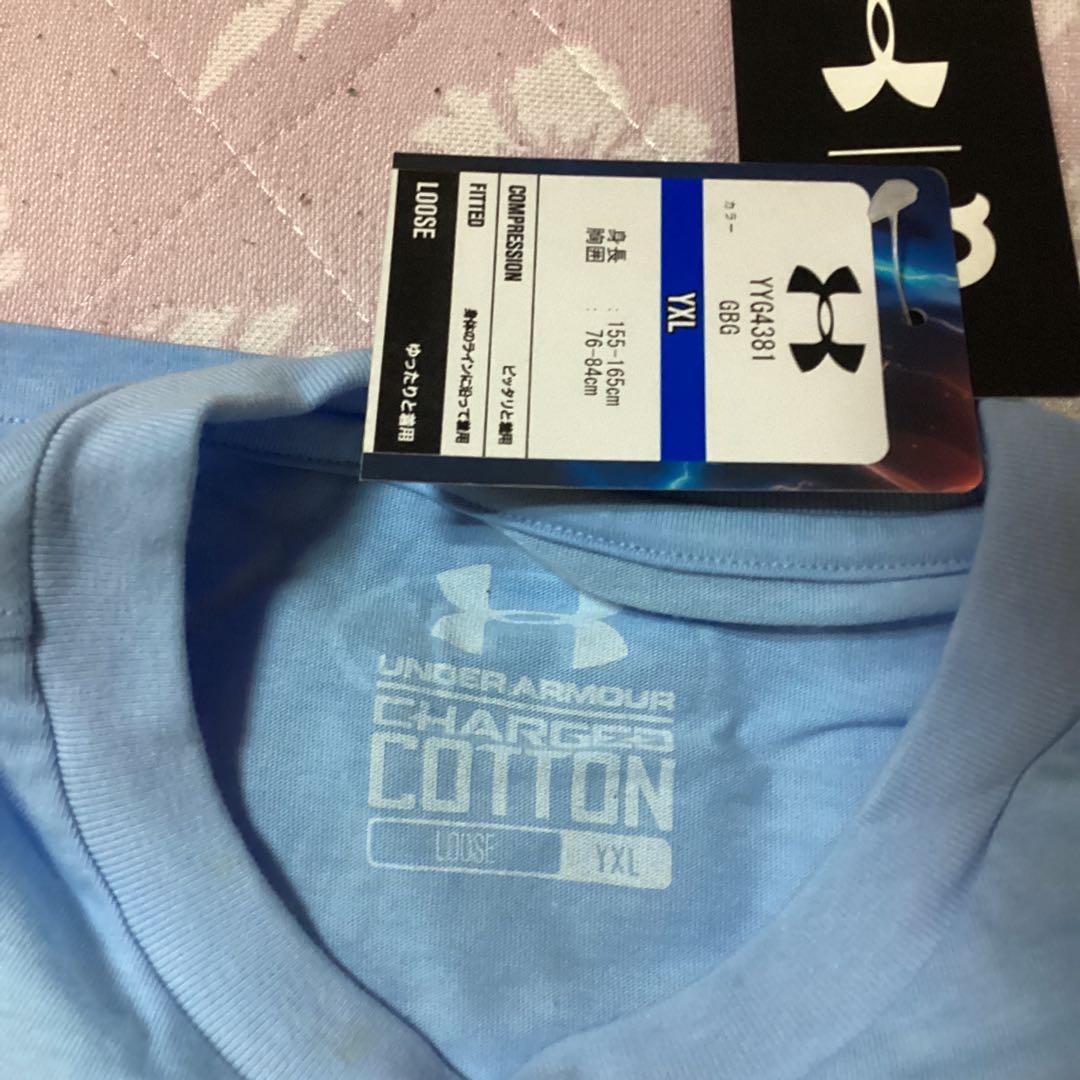 カラー
YYG4381
GBG
YXL
身長 : 155-165cm
胸囲 : 76-84cm
COMPRESSION ピッタリと着用
FITTED 身体のラインに沿って着用
LOOSE ゆったりと着用
UNDER ARMOUR
CHARGED
COTTON
LOOSE YXL